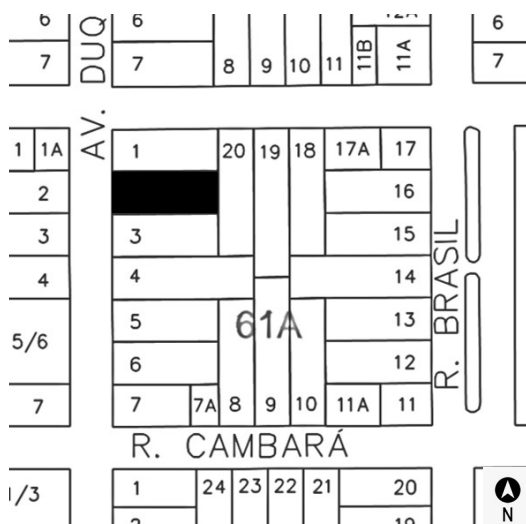 6 6 12A 6
7 7 8 9 10 11 11B 11A 7
AV. DUQ
1 1A 1 20 19 18 17A 17
2 16
3 3 15
4 4 14
5/6 5 61A 13
6 12
7 7 7A 8 9 10 11A 11
R. BRASIL
R. CAMBARÁ
1/3 1 24 23 22 21 20
N